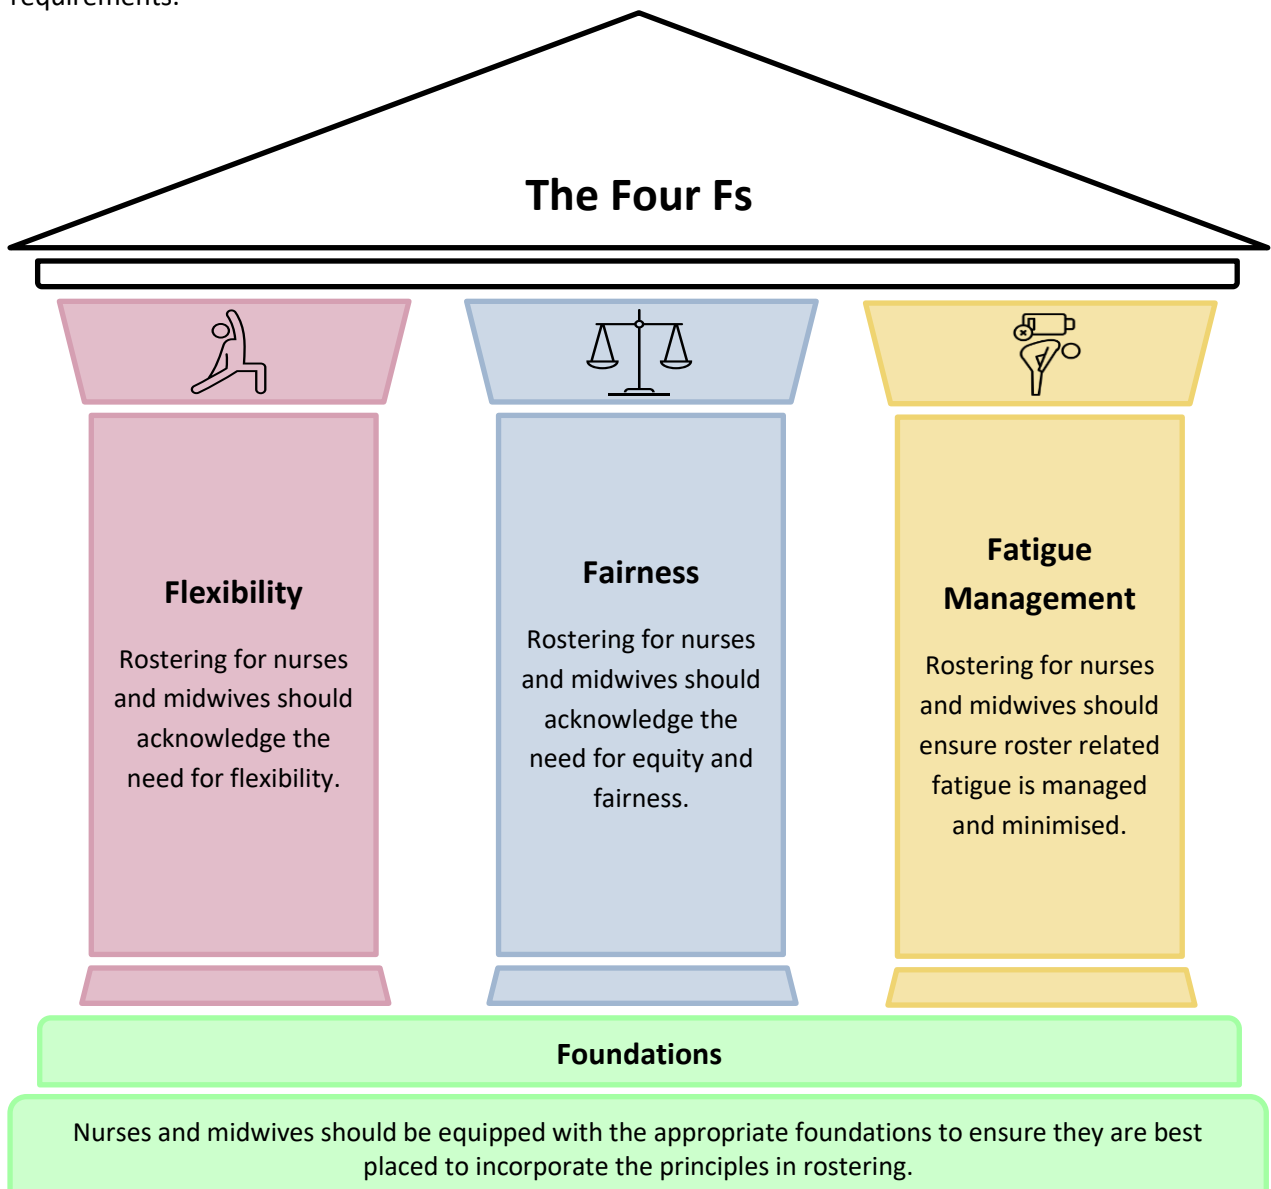 requirements.
The Four Fs
Flexibility
Rostering for nurses
and midwives should
acknowledge the
need for flexibility.
Fairness
Rostering for nurses
and midwives should
acknowledge the
need for equity and
fairness.
Fatigue
Management
Rostering for nurses
and midwives should
ensure roster related
fatigue is managed
and minimised.
Foundations
Nurses and midwives should be equipped with the appropriate foundations to ensure they are best
placed to incorporate the principles in rostering.